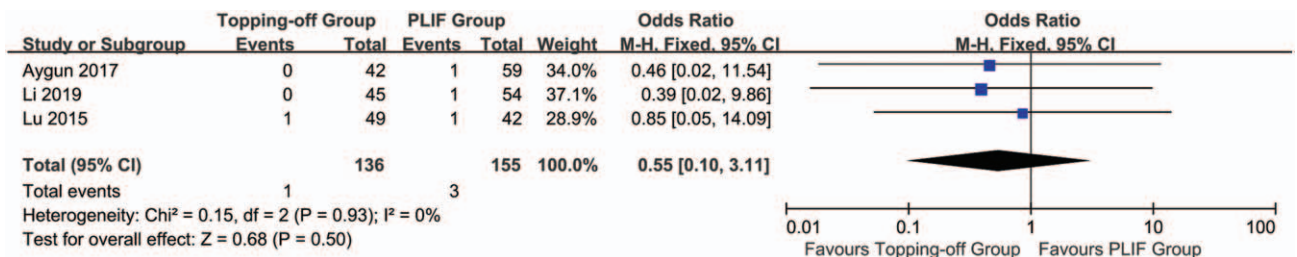 Topping-off Group PLIF Group Odds Ratio Odds Ratio
Study or Subgroup Events Total Events Total Weight M-H, Fixed, 95% CI M-H, Fixed, 95% CI
Aygun 2017 0 42 1 59 34.0% 0.46 [0.02, 11.54]
Li 2019 0 45 1 54 37.1% 0.39 [0.02, 9.86]
Lu 2015 1 49 1 42 28.9% 0.85 [0.05, 14.09]
Total (95% CI) 136 155 100.0% 0.55 [0.10, 3.11]
Total events 1 3
Heterogeneity: Chi² = 0.15, df = 2 (P = 0.93); I² = 0%
Test for overall effect: Z = 0.68 (P = 0.50)
0.01 0.1 1 10 100
Favours Topping-off Group Favours PLIF Group